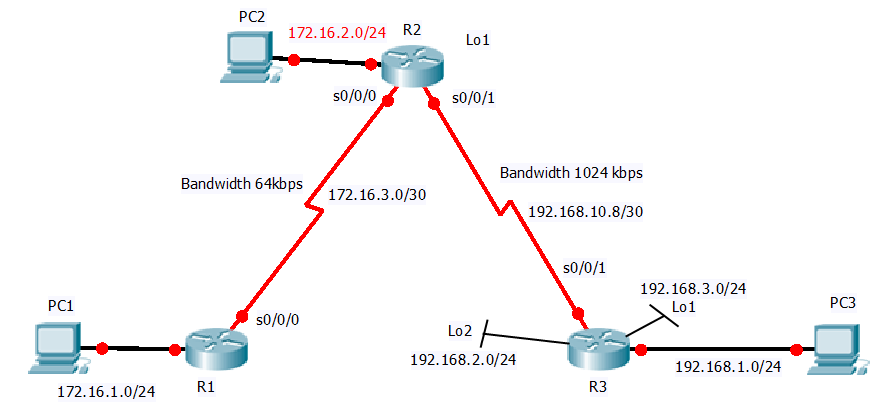 PC2
172.16.2.0/24
R2
Lo1
s0/0/0
s0/0/1
Bandwidth 64kbps
172.16.3.0/30
Bandwidth 1024 kbps
192.168.10.8/30
s0/0/1
192.168.3.0/24
Lo1
PC1
s0/0/0
PC3
Lo2
192.168.2.0/24
172.16.1.0/24
R1
R3
192.168.1.0/24